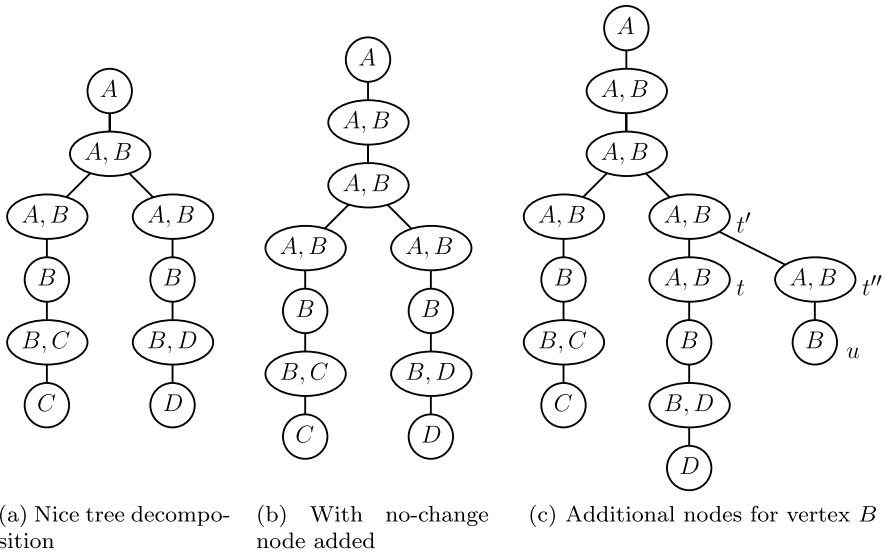 A
A, B
A, B
A, B
B
B
B, C
B, D
C
D
A
A, B
A, B
A, B
A, B
B
B
B, C
B, D
C
D
A
A, B
A, B
A, B
A, B
t′
B
A, B
t
A, B
t″
B, C
B
B
u
C
B, D
D
(a) Nice tree decompo-
sition
(b) With no-change
node added
(c) Additional nodes for vertex B